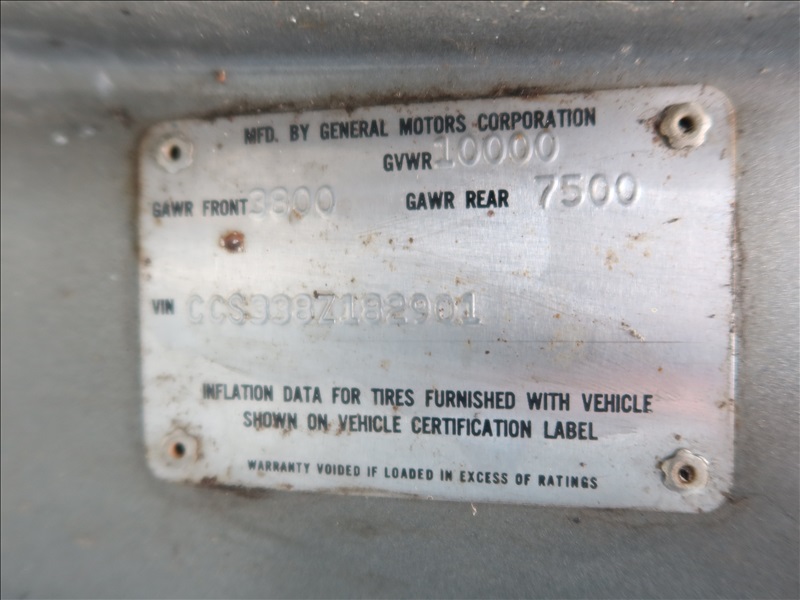 MFD. BY GENERAL MOTORS CORPORATION
GVWR 10000
GAWR FRONT 3800 GAWR REAR 7500
VIN CCS338Z182901
INFLATION DATA FOR TIRES FURNISHED WITH VEHICLE
SHOWN ON VEHICLE CERTIFICATION LABEL
WARRANTY VOIDED IF LOADED IN EXCESS OF RATINGS